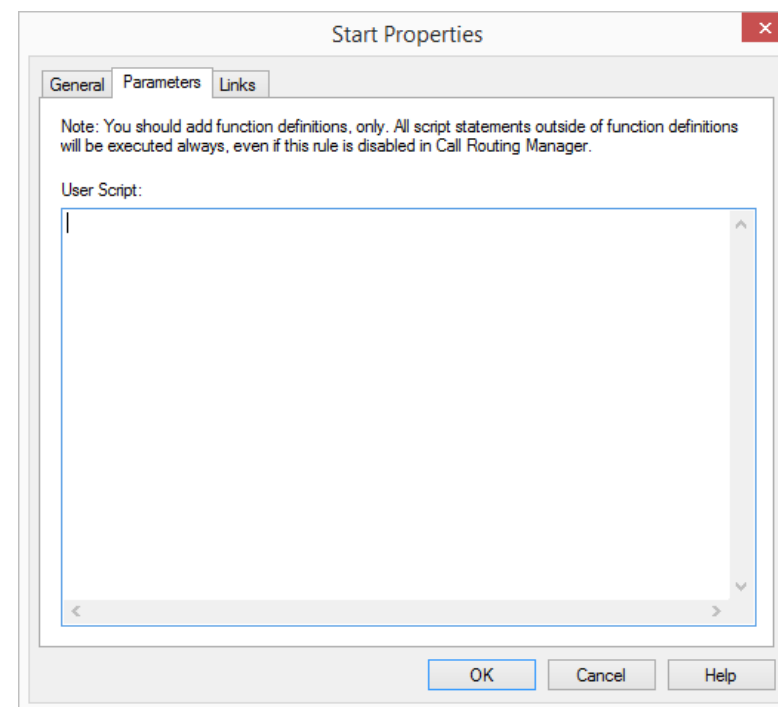 Start Properties
General Parameters Links
Note: You should add function definitions, only. All script statements outside of function definitions
will be executed always, even if this rule is disabled in Call Routing Manager.
User Script:
OK Cancel Help